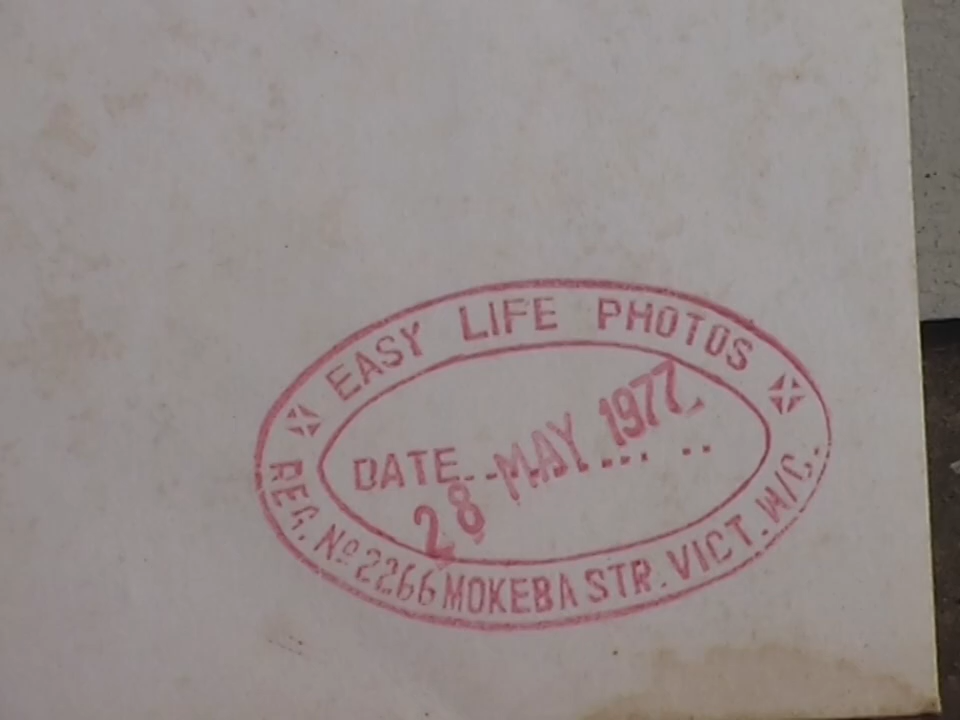 EASY LIFE PHOTOS
DATE........
28 MAY 1977
REG. Nº 2266 MOKEBA STR. VICT. W/C.